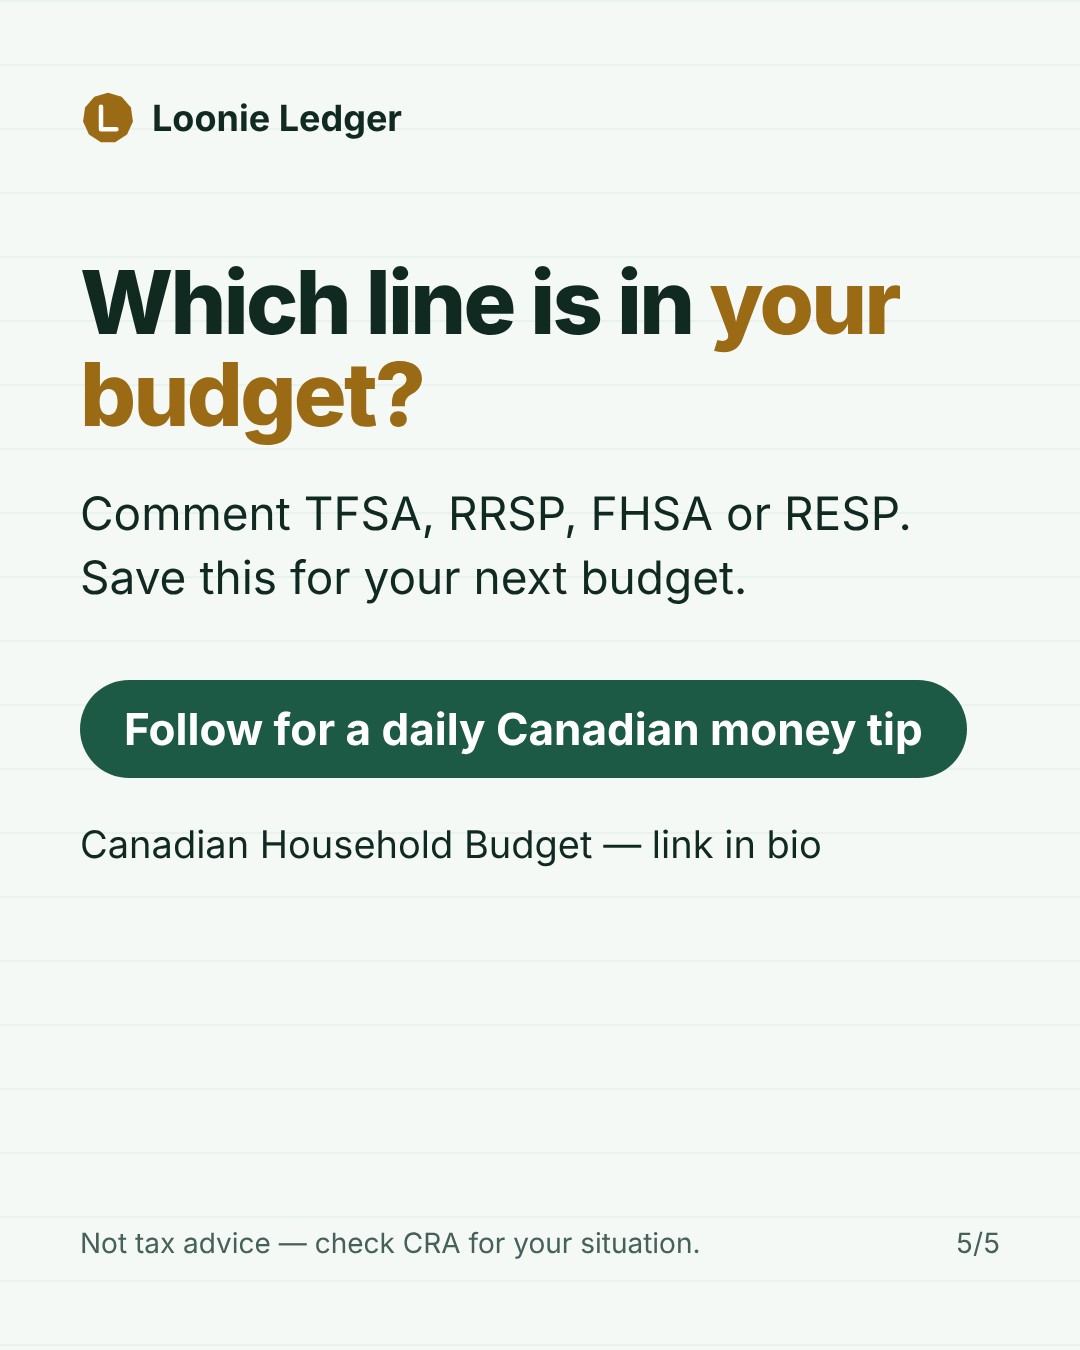 L Loonie Ledger
Which line is in your
budget?
Comment TFSA, RRSP, FHSA or RESP.
Save this for your next budget.
Follow for a daily Canadian money tip
Canadian Household Budget — link in bio
Not tax advice — check CRA for your situation. 5/5